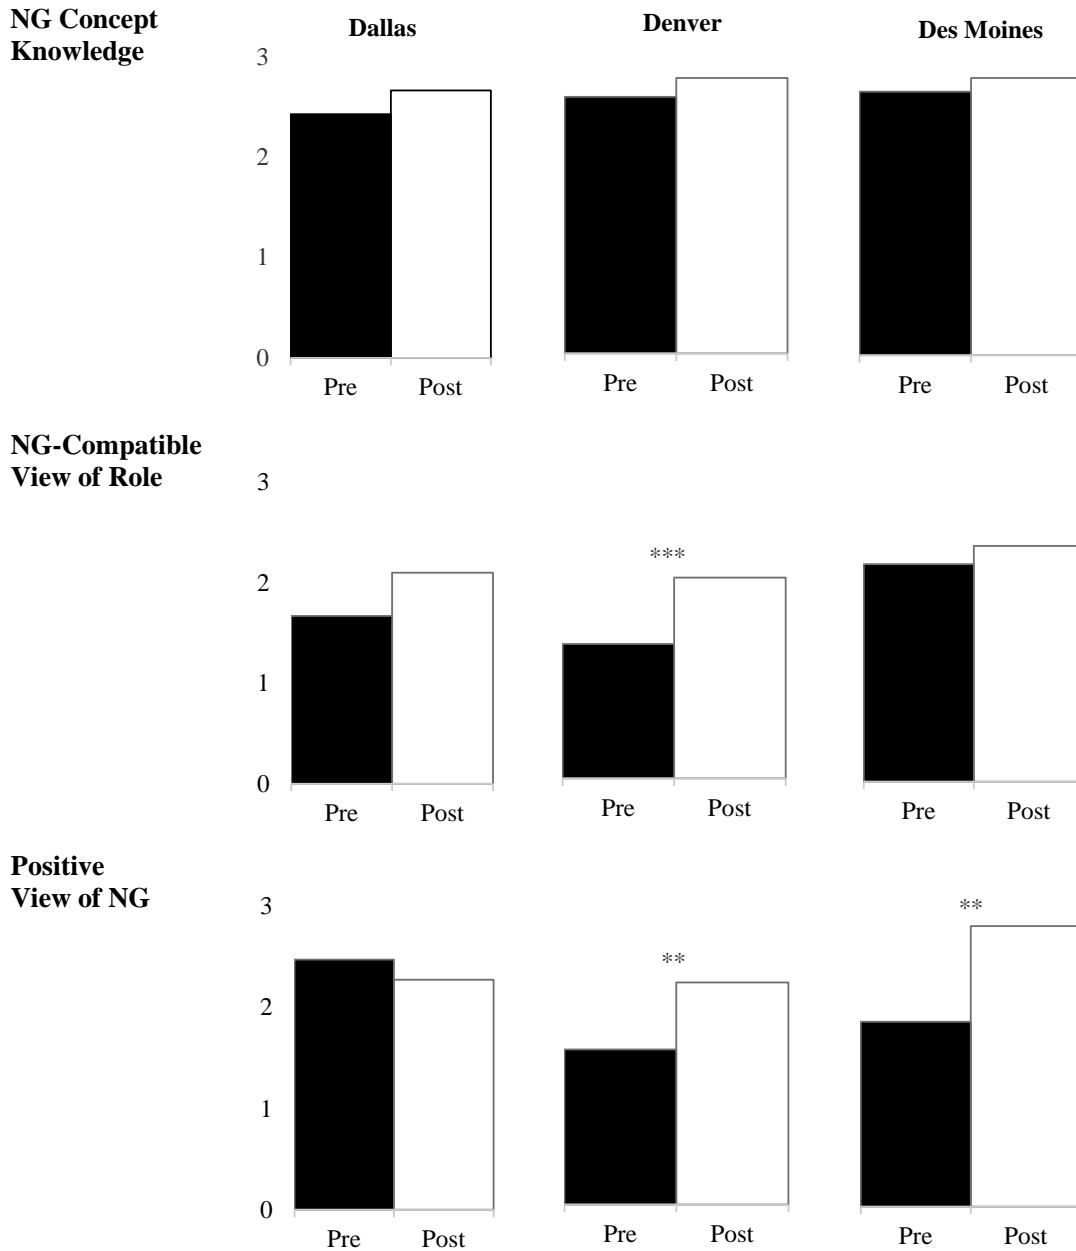 NG Concept
Knowledge
Dallas
Denver
Des Moines
3
2
1
0
Pre
Post
Pre
Post
Pre
Post
NG-Compatible
View of Role
3
2
1
0
***
Pre
Post
Pre
Post
Pre
Post
Positive
View of NG
3
2
1
0
**
**
Pre
Post
Pre
Post
Pre
Post